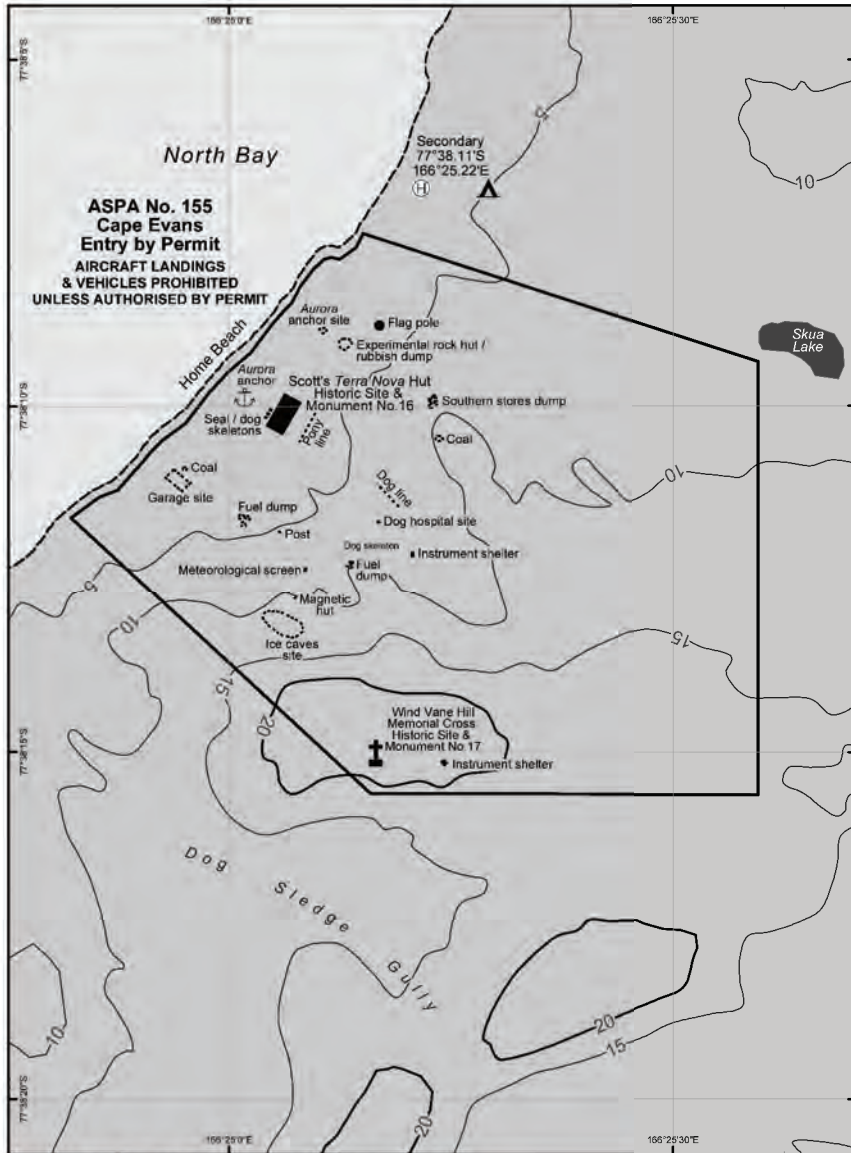 166°25'0"E
166°25'30"E
77°38'5"S
5
North Bay
Secondary
77°38.11'S
166°25.22'E
H
10
ASPA No. 155
Cape Evans
Entry by Permit
AIRCRAFT LANDINGS
& VEHICLES PROHIBITED
UNLESS AUTHORISED BY PERMIT
Aurora
anchor site
Flag pole
Experimental rock hut /
rubbish dump
Skua
Lake
Home Beach
Aurora
anchor
Scott's Terra Nova Hut
Historic Site &
Monument No.16
77°38'10"S
Seal / dog
skeletons
Pony
line
Southern stores dump
Coal
Coal
Garage site
10
Dog line
Fuel dump
Dog hospital site
Post
Dog skeleton
Instrument shelter
Meteorological screen
Fuel
dump
5
Magnetic
hut
10
Ice caves
site
15
15
20
Wind Vane Hill
Memorial Cross
Historic Site &
Monument No 17
77°38'15"S
Instrument shelter
Dog Sledge Gully
10
20
15
77°38'20"S
20
166°25'0"E
166°25'30"E